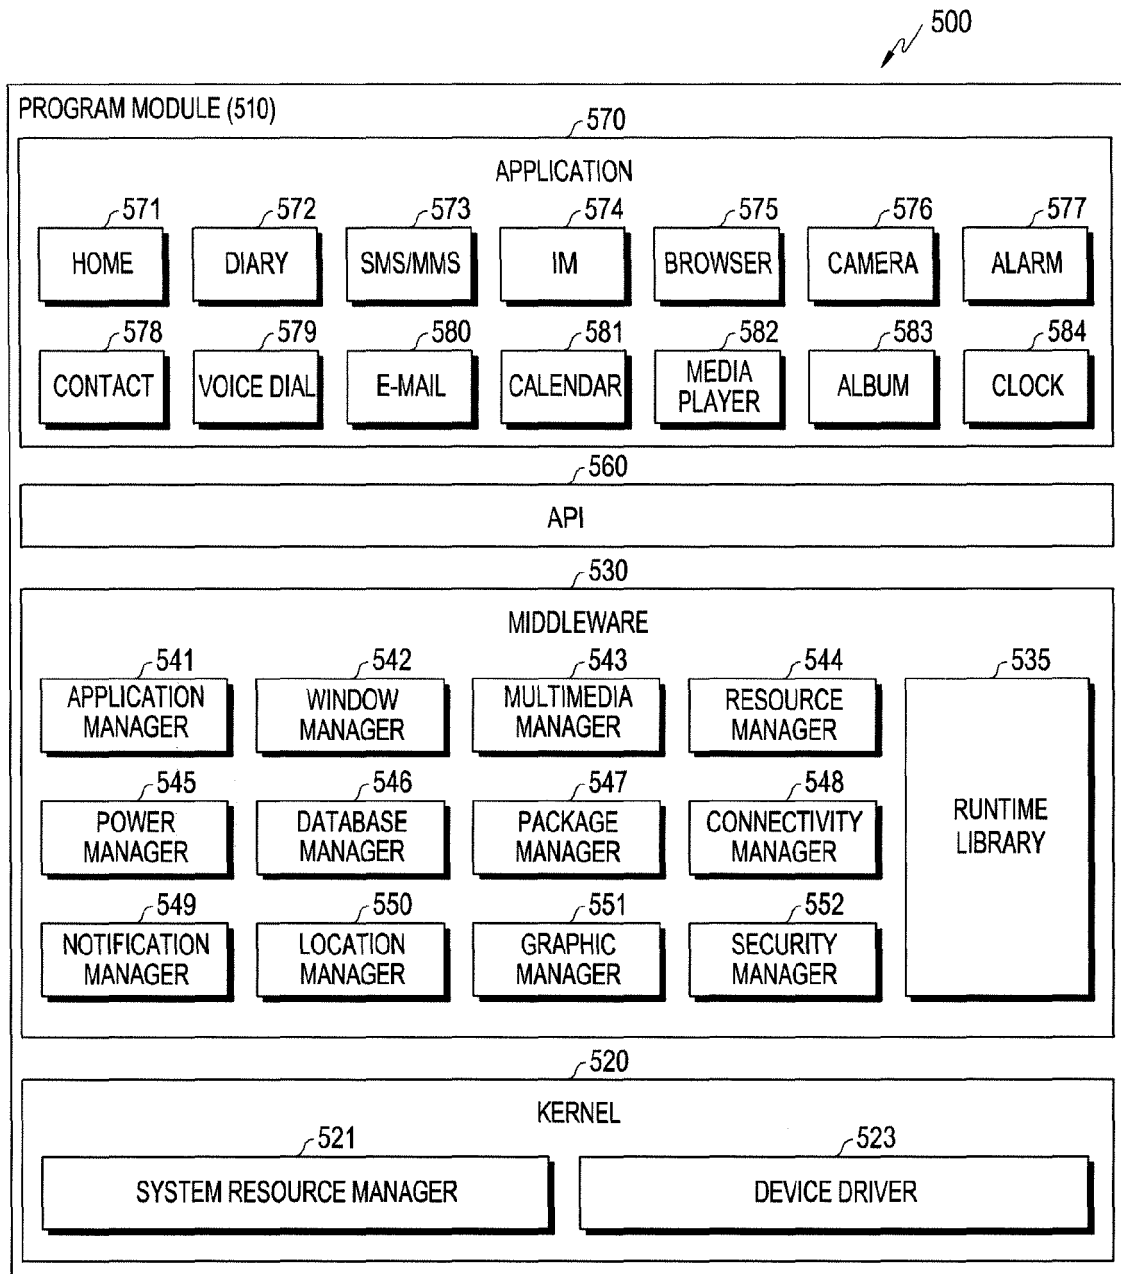 500
PROGRAM MODULE (510)
570
APPLICATION
571 572 573 574 575 576 577
HOME DIARY SMS/MMS IM BROWSER CAMERA ALARM
578 579 580 581 582 583 584
CONTACT VOICE DIAL E-MAIL CALENDAR MEDIA PLAYER ALBUM CLOCK
560
API
530
MIDDLEWARE
541 542 543 544 535
APPLICATION MANAGER
WINDOW MANAGER
MULTIMEDIA MANAGER
RESOURCE MANAGER
RUNTIME LIBRARY
545 546 547 548
POWER MANAGER
DATABASE MANAGER
PACKAGE MANAGER
CONNECTIVITY MANAGER
549 550 551 552
NOTIFICATION MANAGER
LOCATION MANAGER
GRAPHIC MANAGER
SECURITY MANAGER
520
KERNEL
521 523
SYSTEM RESOURCE MANAGER DEVICE DRIVER